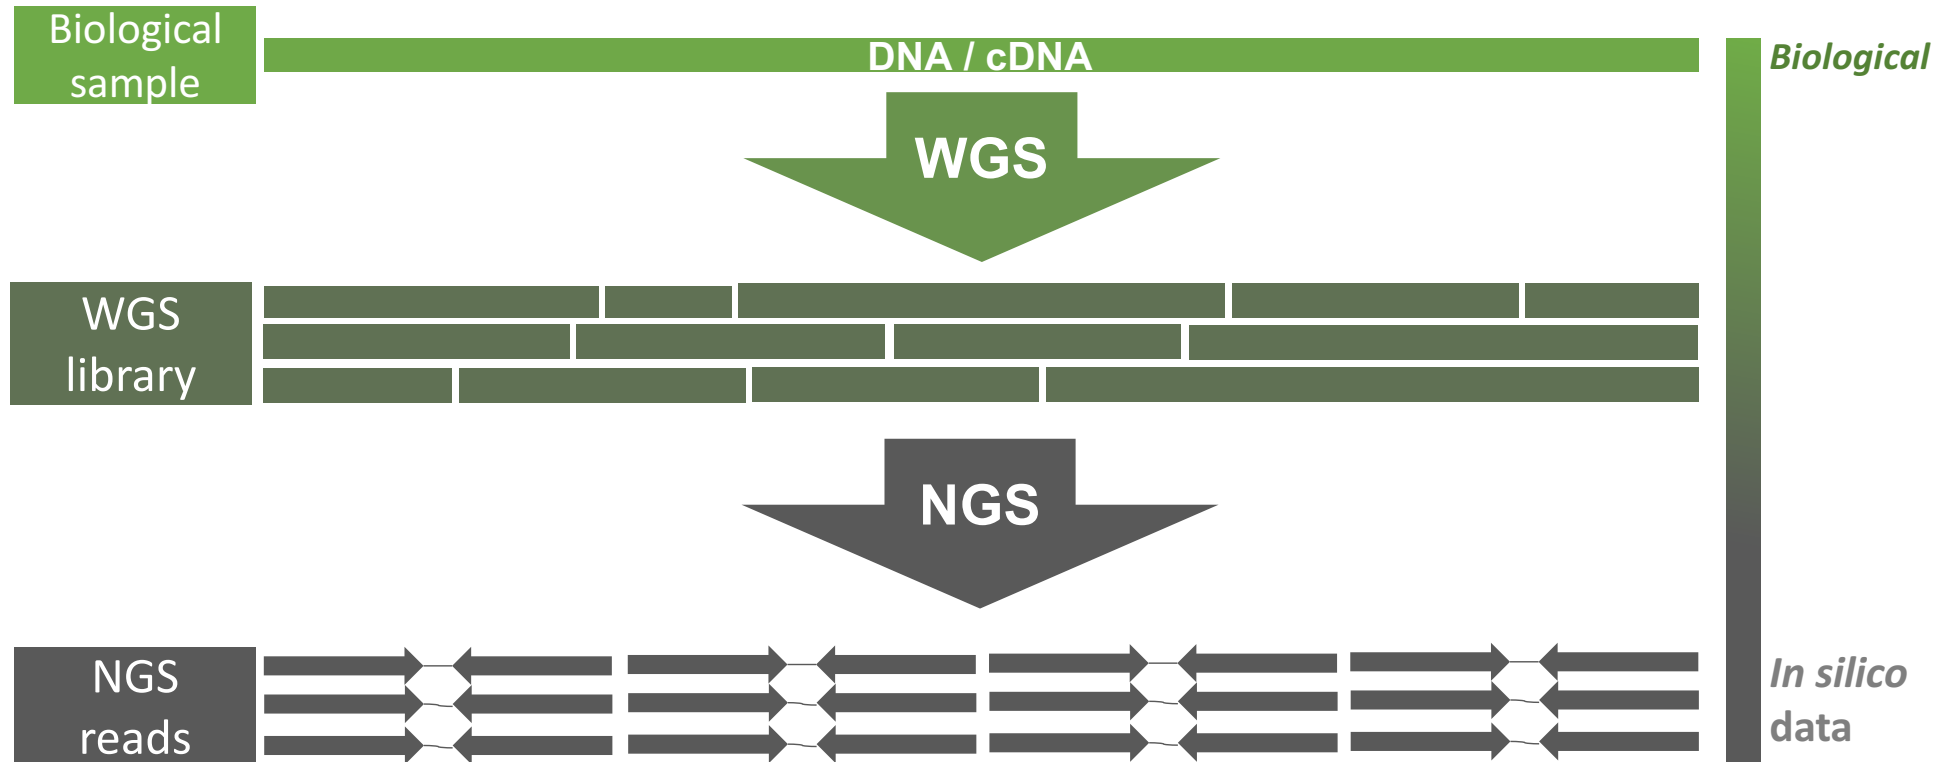 Biological
sample
DNA / cDNA
Biological
WGS
WGS
library
NGS
NGS
reads
In silico
data